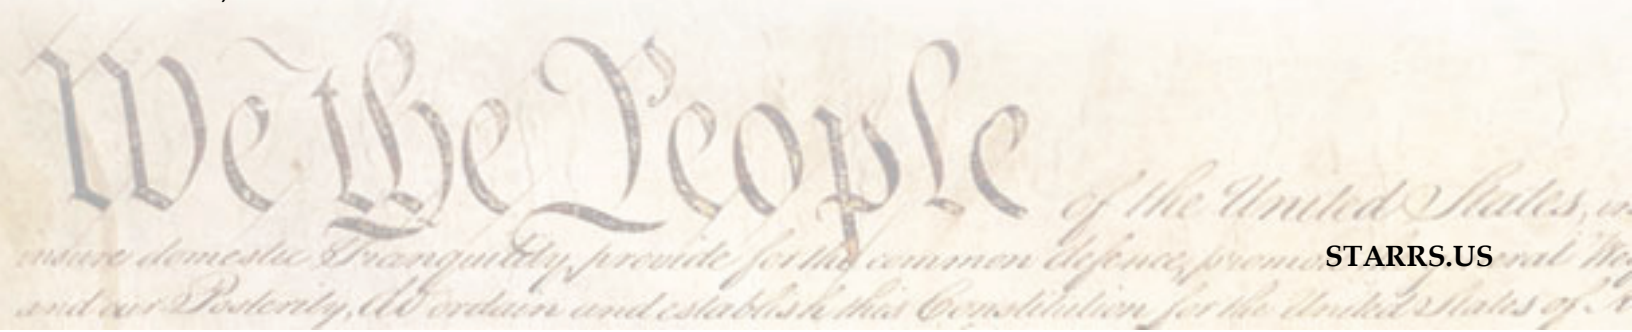 We the People of the United States,
insure domestic Tranquility, provide for the common defence, promo
STARRS.US
and our Posterity, do ordain and establish this Constitution for the United States of A